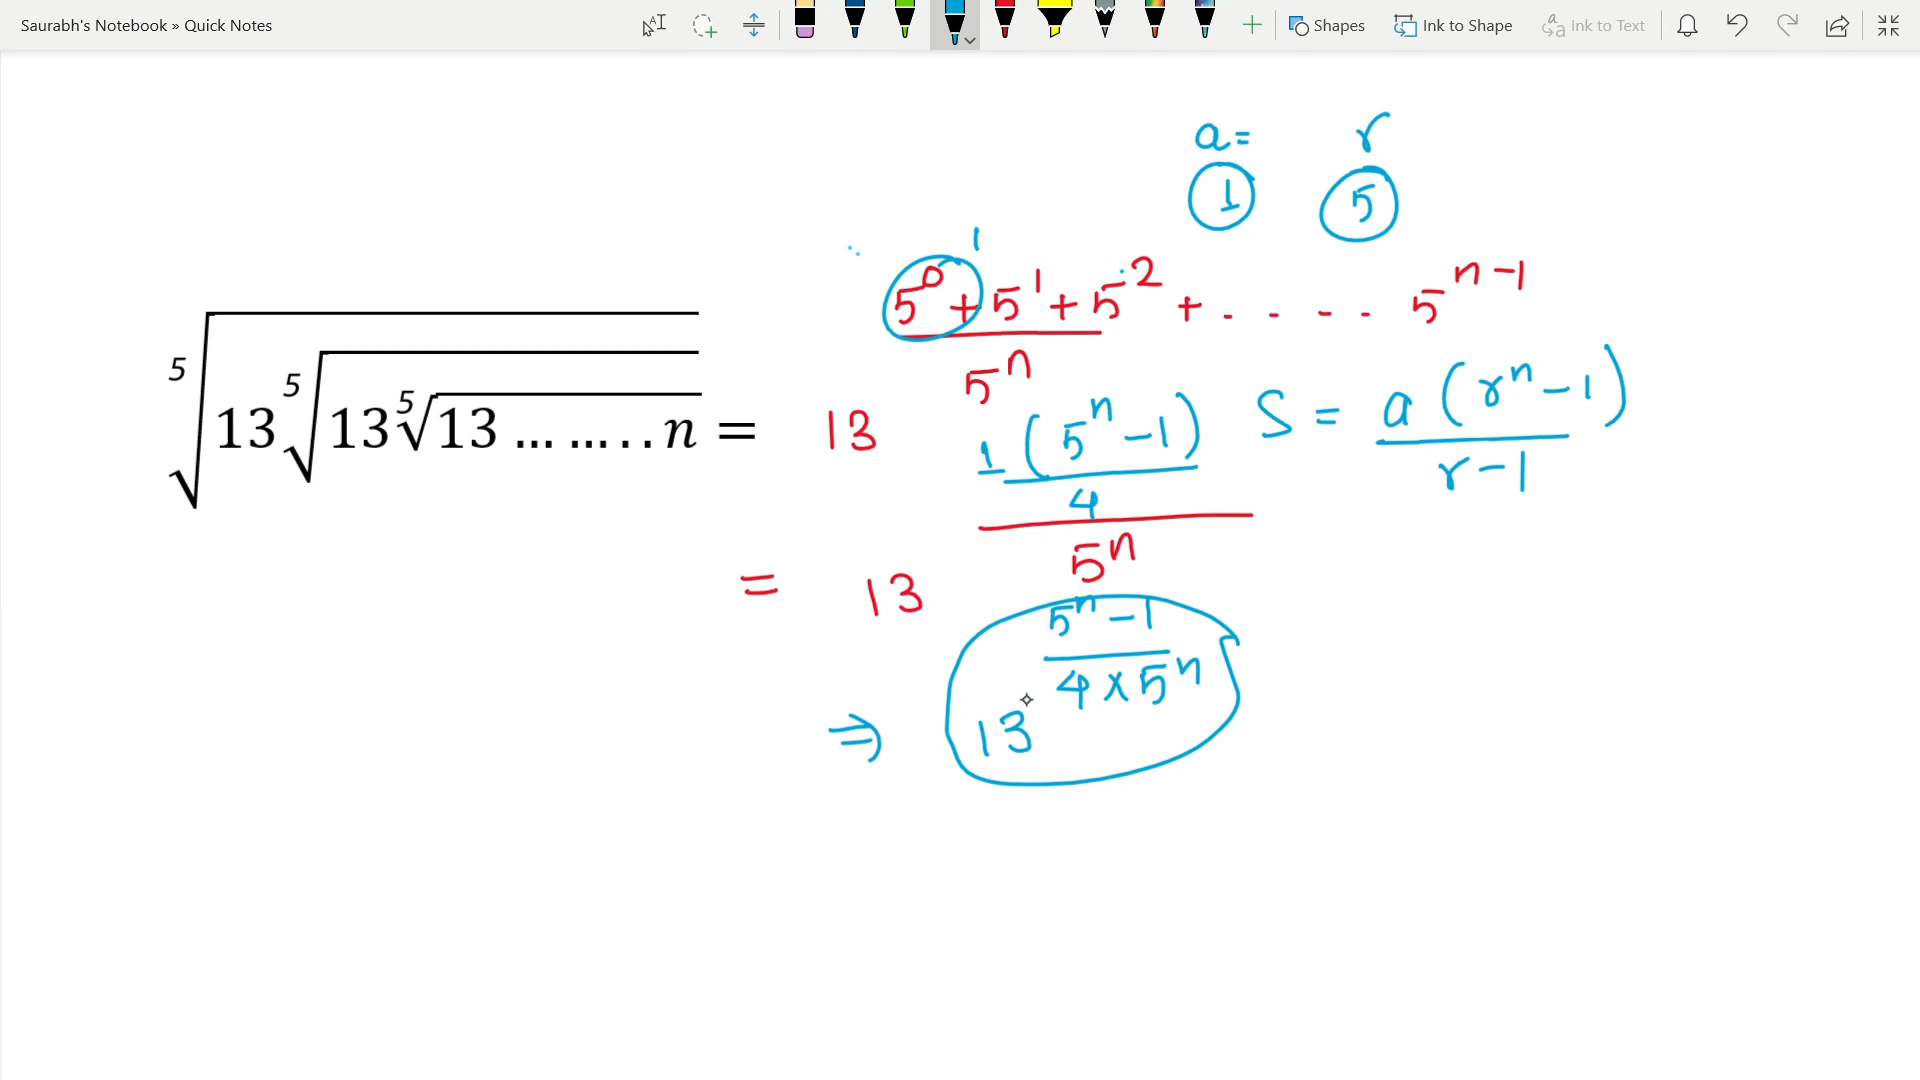 Saurabh's Notebook » Quick Notes
Shapes
Ink to Shape
Ink to Text
a= r
1 5
1
5^0 + 5^1 + 5^2 + . . . . 5^(n-1)
5^n
⁵√13 ⁵√13 ⁵√13 ... ... . . n = 13
1 (5^n - 1)
4
5^n
S = a (r^n - 1)
r - 1
= 13
5^n - 1
4 × 5^n
⇒ 13